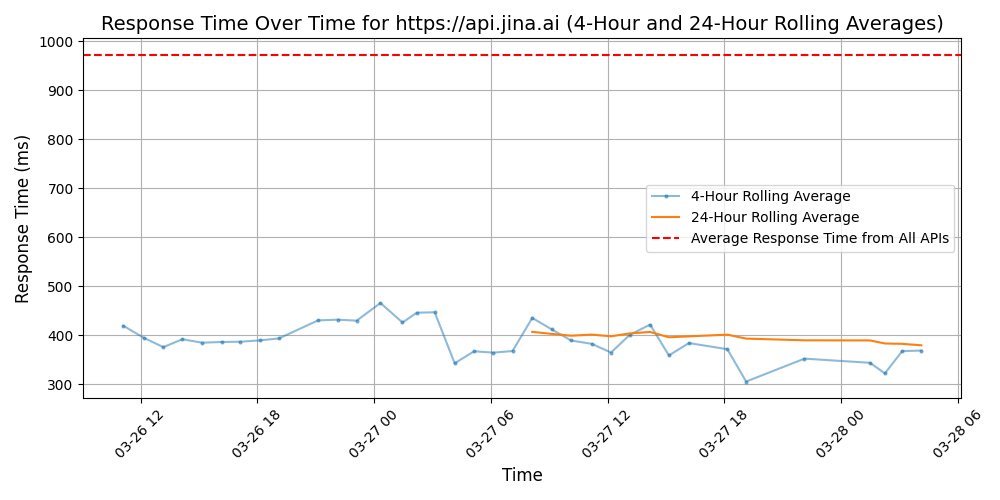 Response Time Over Time for https://api.jina.ai (4-Hour and 24-Hour Rolling Averages)
Response Time (ms)
1000
900
800
700
600
500
400
300
4-Hour Rolling Average
24-Hour Rolling Average
Average Response Time from All APIs
03-26 12
03-26 18
03-27 00
03-27 06
03-27 12
03-27 18
03-28 00
03-28 06
Time